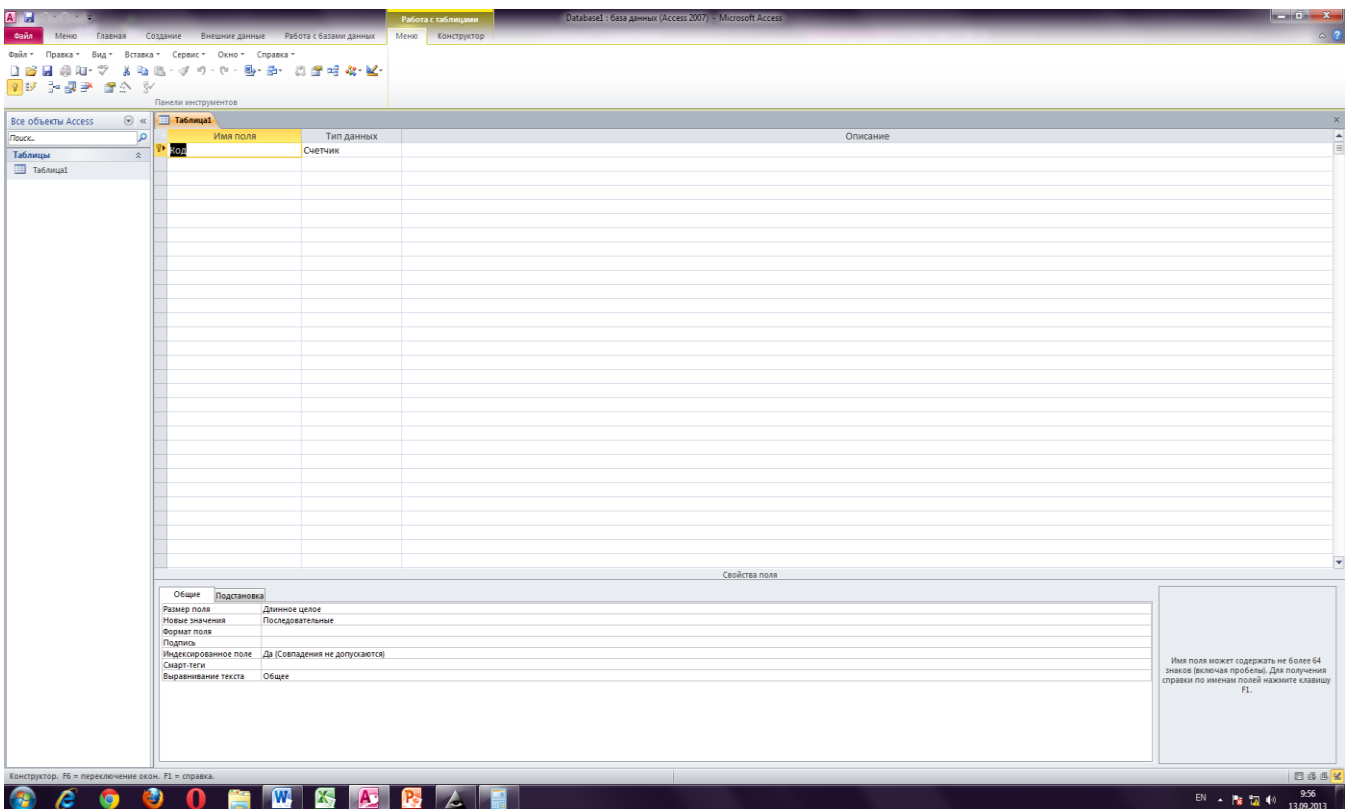 Работа с таблицами
Database1 : база данных (Access 2007) - Microsoft Access
Файл Меню Главная Создание Внешние данные Работа с базами данных Меню Конструктор
Файл Правка Вид Вставка Сервис Окно Справка
Панели инструментов
Все объекты Access
Таблица1
Поиск...
Имя поля Тип данных Описание
Таблицы
Код Счетчик
Таблица1
Свойства поля
Общие Подстановка
Размер поля Длинное целое
Новые значения Последовательные
Формат поля
Подпись
Индексированное поле Да (Совпадения не допускаются)
Смарт-теги
Выравнивание текста Общее
Имя поля может содержать не более 64
знаков (включая пробелы). Для получения
справки по именам полей нажмите клавишу
F1.
Конструктор. F6 = переключение окон. F1 = справка.
EN
9:56
13.09.2013